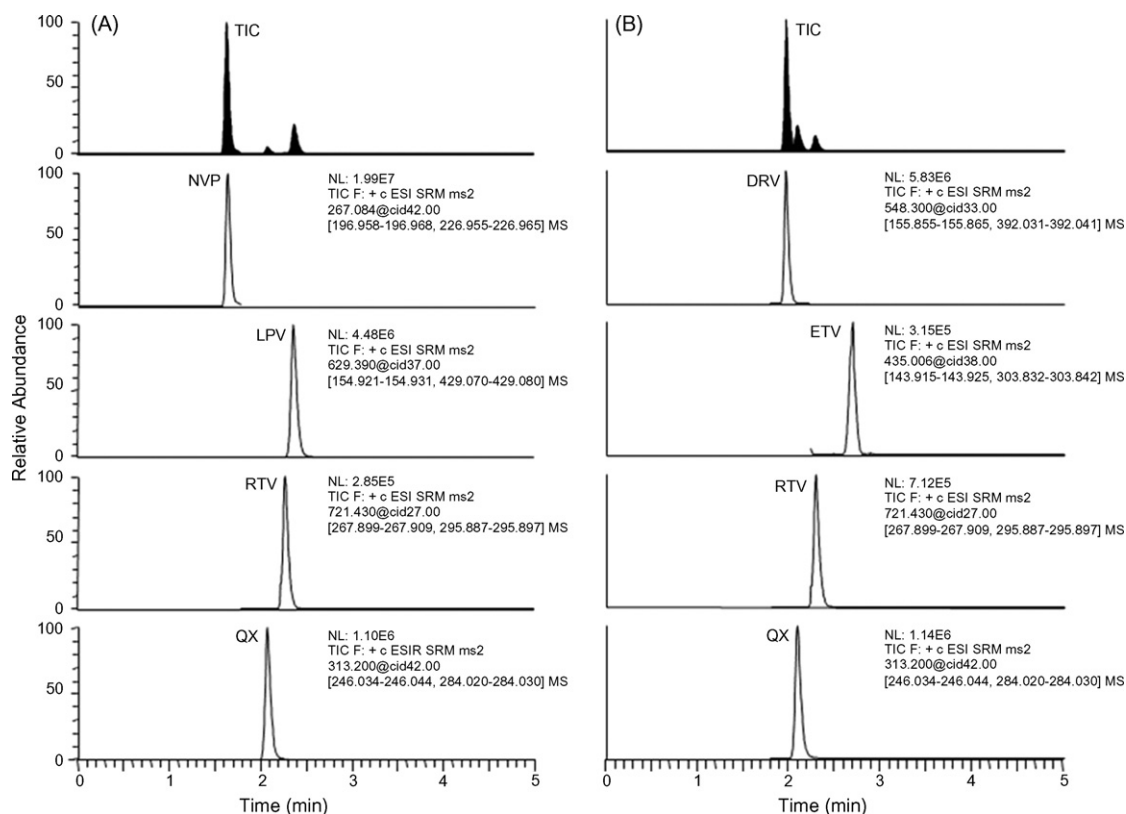 (A)
TIC
100
50
0
NVP
NL: 1.99E7
TIC F: + c ESI SRM ms2
267.084@cid42.00
[196.958-196.968, 226.955-226.965] MS
100
50
0
LPV
NL: 4.48E6
TIC F: + c ESI SRM ms2
629.390@cid37.00
[154.921-154.931, 429.070-429.080] MS
100
50
0
RTV
NL: 2.85E5
TIC F: + c ESI SRM ms2
721.430@cid27.00
[267.899-267.909, 295.887-295.897] MS
100
50
0
QX
NL: 1.10E6
TIC F: + c ESIR SRM ms2
313.200@cid42.00
[246.034-246.044, 284.020-284.030] MS
100
50
0
0 1 2 3 4 5
Time (min)
Relative Abundance
(B)
TIC
DRV
NL: 5.83E6
TIC F: + c ESI SRM ms2
548.300@cid33.00
[155.855-155.865, 392.031-392.041] MS
ETV
NL: 3.15E5
TIC F: + c ESI SRM ms2
435.006@cid38.00
[143.915-143.925, 303.832-303.842] MS
RTV
NL: 7.12E5
TIC F: + c ESI SRM ms2
721.430@cid27.00
[267.899-267.909, 295.887-295.897] MS
QX
NL: 1.14E6
TIC F: + c ESI SRM ms2
313.200@cid42.00
[246.034-246.044, 284.020-284.030] MS
0 1 2 3 4 5
Time (min)